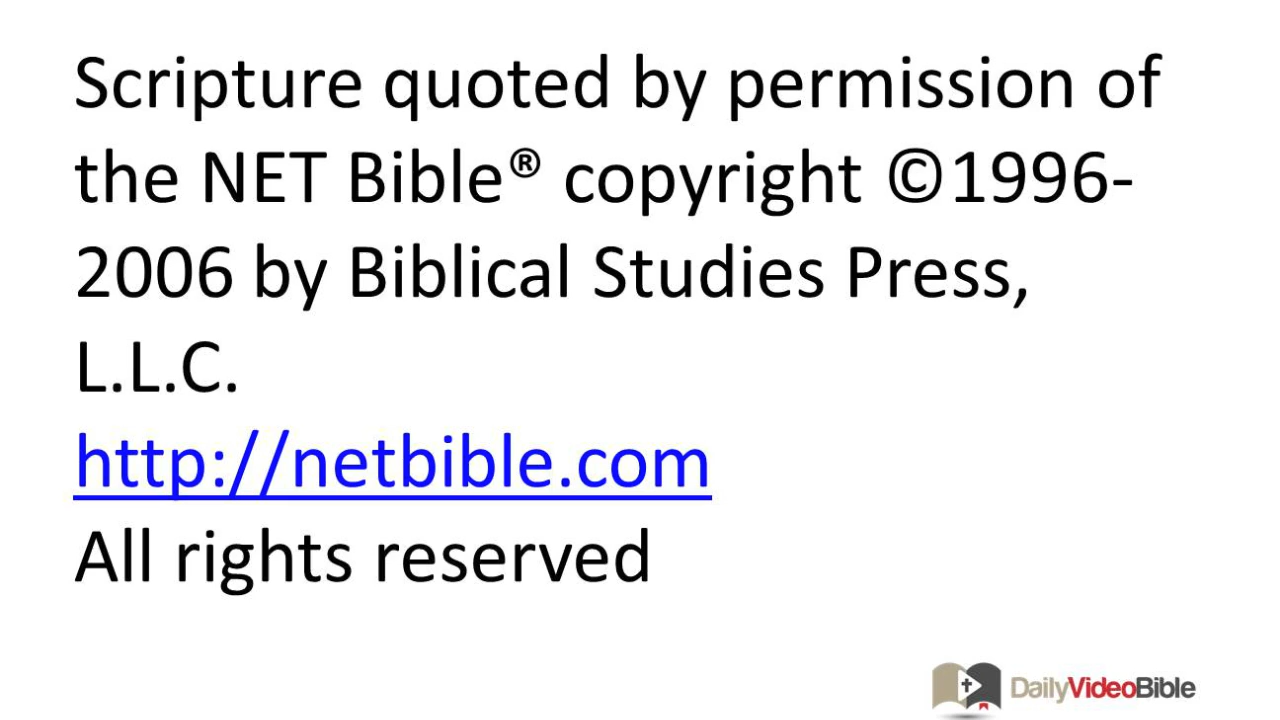 Scripture quoted by permission of
the NET Bible® copyright ©1996-
2006 by Biblical Studies Press,
L.L.C.
http://netbible.com
All rights reserved
DailyVideoBible